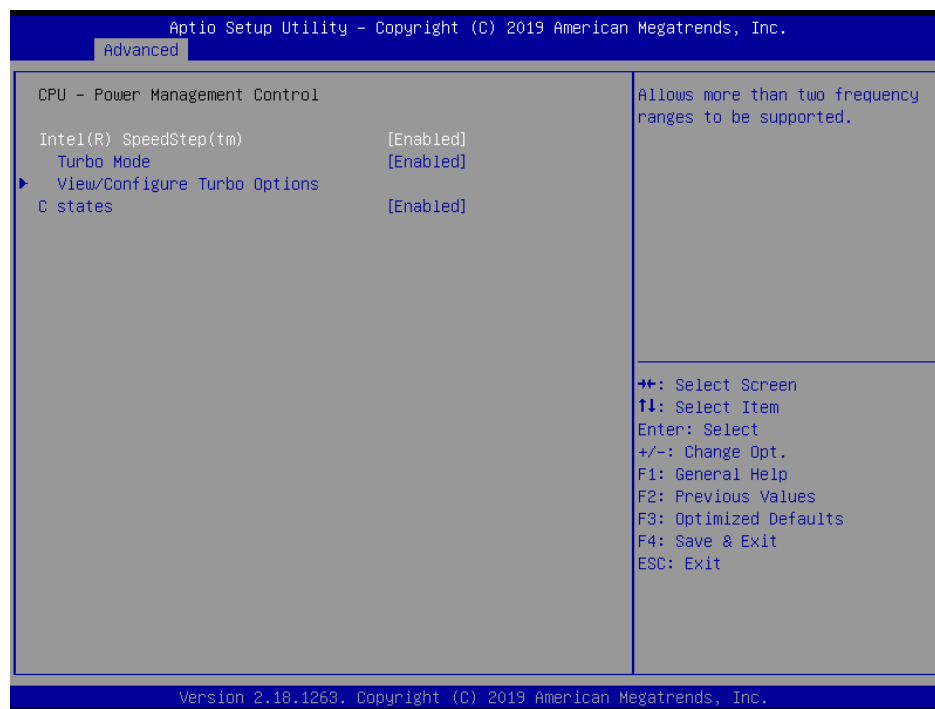 Aptio Setup Utility – Copyright (C) 2019 American Megatrends, Inc.
Advanced
CPU – Power Management Control
Intel(R) SpeedStep(tm) [Enabled]
Turbo Mode [Enabled]
▶ View/Configure Turbo Options
C states [Enabled]
Allows more than two frequency
ranges to be supported.
→←: Select Screen
↑↓: Select Item
Enter: Select
+/-: Change Opt.
F1: General Help
F2: Previous Values
F3: Optimized Defaults
F4: Save & Exit
ESC: Exit
Version 2.18.1263. Copyright (C) 2019 American Megatrends, Inc.